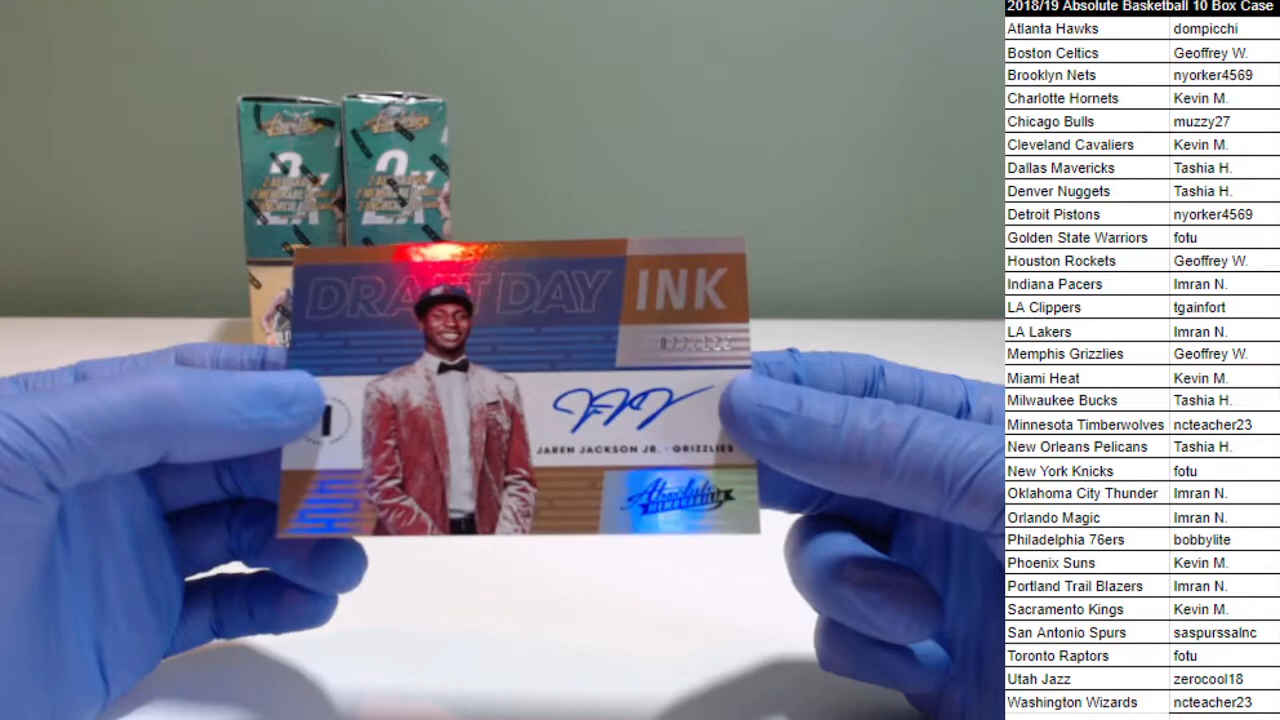 DRAFT DAY INK
JAREN JACKSON JR. · GRIZZLIES
Absolute
MEMORABILIA
2018/19 Absolute Basketball 10 Box Case
Atlanta Hawks dompicchi
Boston Celtics Geoffrey W.
Brooklyn Nets nyorker4569
Charlotte Hornets Kevin M.
Chicago Bulls muzzy27
Cleveland Cavaliers Kevin M.
Dallas Mavericks Tashia H.
Denver Nuggets Tashia H.
Detroit Pistons nyorker4569
Golden State Warriors fotu
Houston Rockets Geoffrey W.
Indiana Pacers Imran N.
LA Clippers tgainfort
LA Lakers Imran N.
Memphis Grizzlies Geoffrey W.
Miami Heat Kevin M.
Milwaukee Bucks Tashia H.
Minnesota Timberwolves ncteacher23
New Orleans Pelicans Tashia H.
New York Knicks fotu
Oklahoma City Thunder Imran N.
Orlando Magic Imran N.
Philadelphia 76ers bobbylite
Phoenix Suns Kevin M.
Portland Trail Blazers Imran N.
Sacramento Kings Kevin M.
San Antonio Spurs saspurssalnc
Toronto Raptors fotu
Utah Jazz zerocool18
Washington Wizards ncteacher23